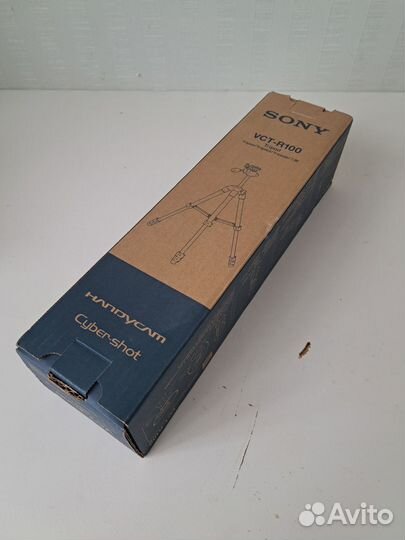 SONY
VCT-R100
Tripod
HANDYCAM
Cyber-shot
Avito